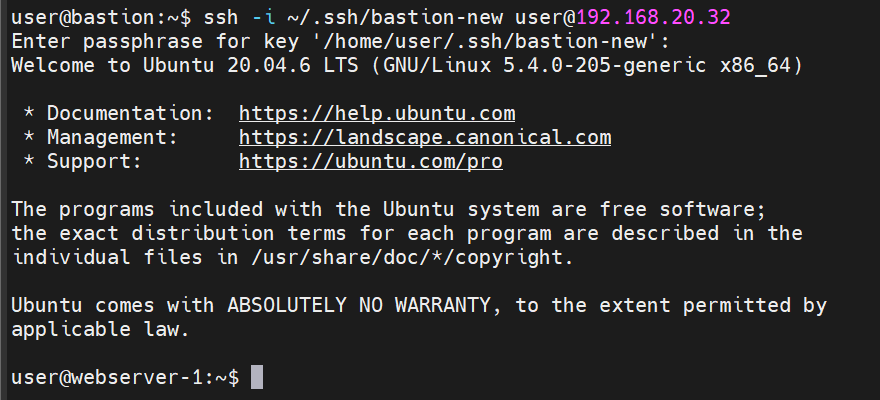 user@bastion:~$ ssh -i ~/.ssh/bastion-new user@192.168.20.32
Enter passphrase for key '/home/user/.ssh/bastion-new':
Welcome to Ubuntu 20.04.6 LTS (GNU/Linux 5.4.0-205-generic x86_64)
* Documentation:  https://help.ubuntu.com
* Management:     https://landscape.canonical.com
* Support:        https://ubuntu.com/pro
The programs included with the Ubuntu system are free software;
the exact distribution terms for each program are described in the
individual files in /usr/share/doc/*/copyright.
Ubuntu comes with ABSOLUTELY NO WARRANTY, to the extent permitted by
applicable law.
user@webserver-1:~$